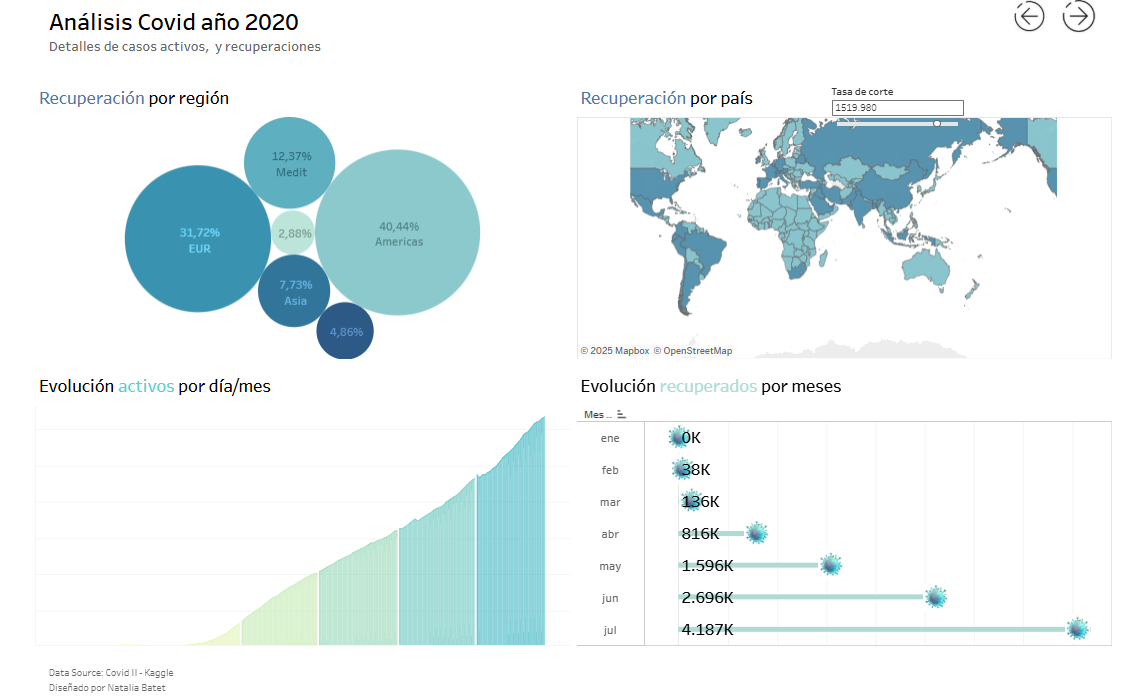 Análisis Covid año 2020
Detalles de casos activos,  y recuperaciones
Recuperación por región
12,37%
Medit
31,72%
EUR
2,88%
40,44%
Americas
7,73%
Asia
4,86%
Recuperación por país
Tasa de corte
1519.980
© 2025 Mapbox © OpenStreetMap
Evolución activos por día/mes
Evolución recuperados por meses
Mes ..
ene 0K
feb 38K
mar 136K
abr 816K
may 1.596K
jun 2.696K
jul 4.187K
Data Source: Covid II - Kaggle
Diseñado por Natalia Batet